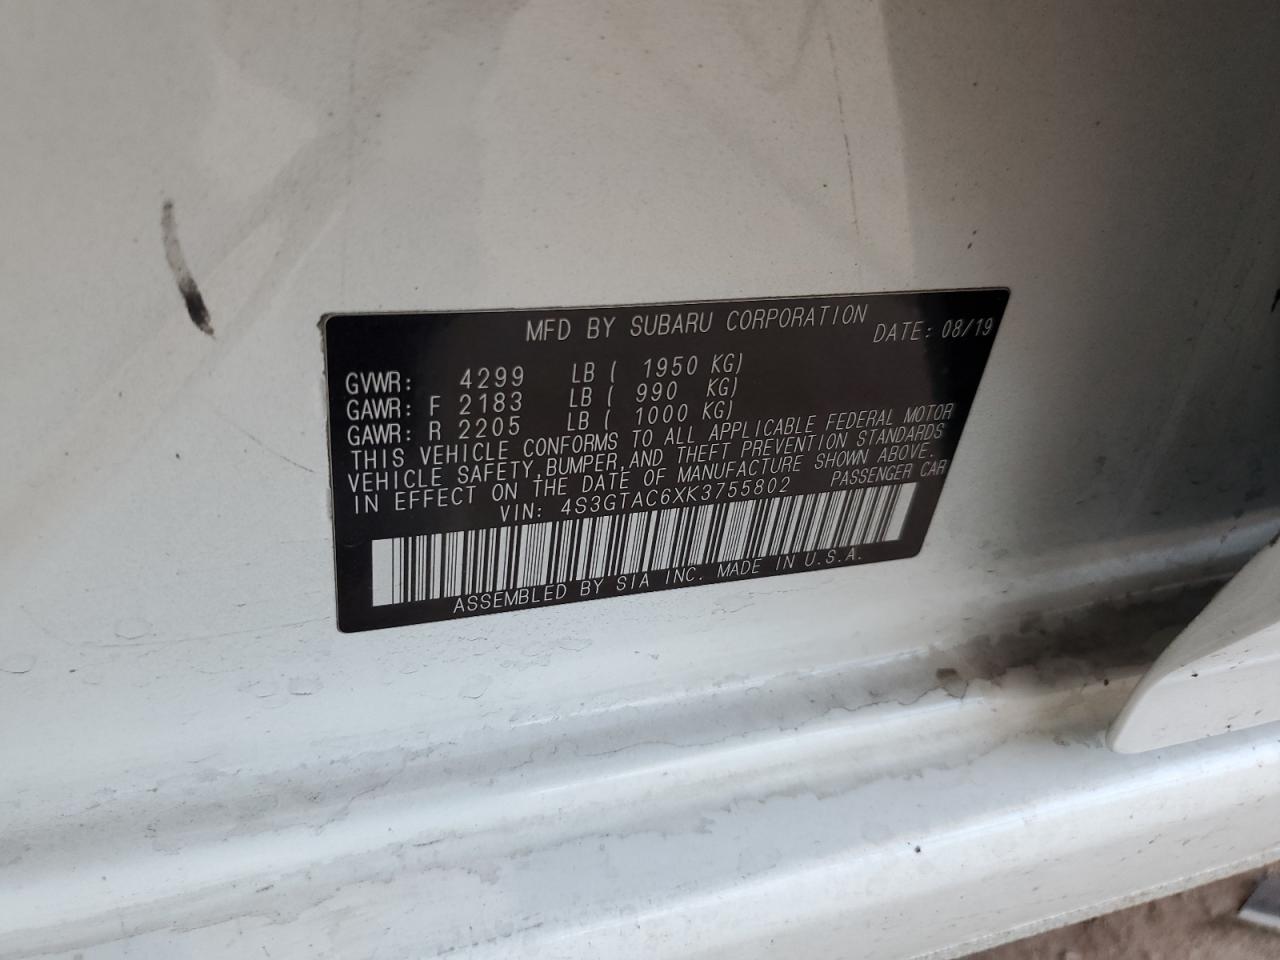 MFD BY SUBARU CORPORATION DATE: 08/19
GVWR: 4299 LB ( 1950 KG)
GAWR: F 2183 LB ( 990 KG)
GAWR: R 2205 LB ( 1000 KG)
THIS VEHICLE CONFORMS TO ALL APPLICABLE FEDERAL MOTOR
VEHICLE SAFETY, BUMPER, AND THEFT PREVENTION STANDARDS
IN EFFECT ON THE DATE OF MANUFACTURE SHOWN ABOVE.
VIN: 4S3GTAC6XK3755802 PASSENGER CAR
ASSEMBLED BY SIA INC. MADE IN U.S.A.